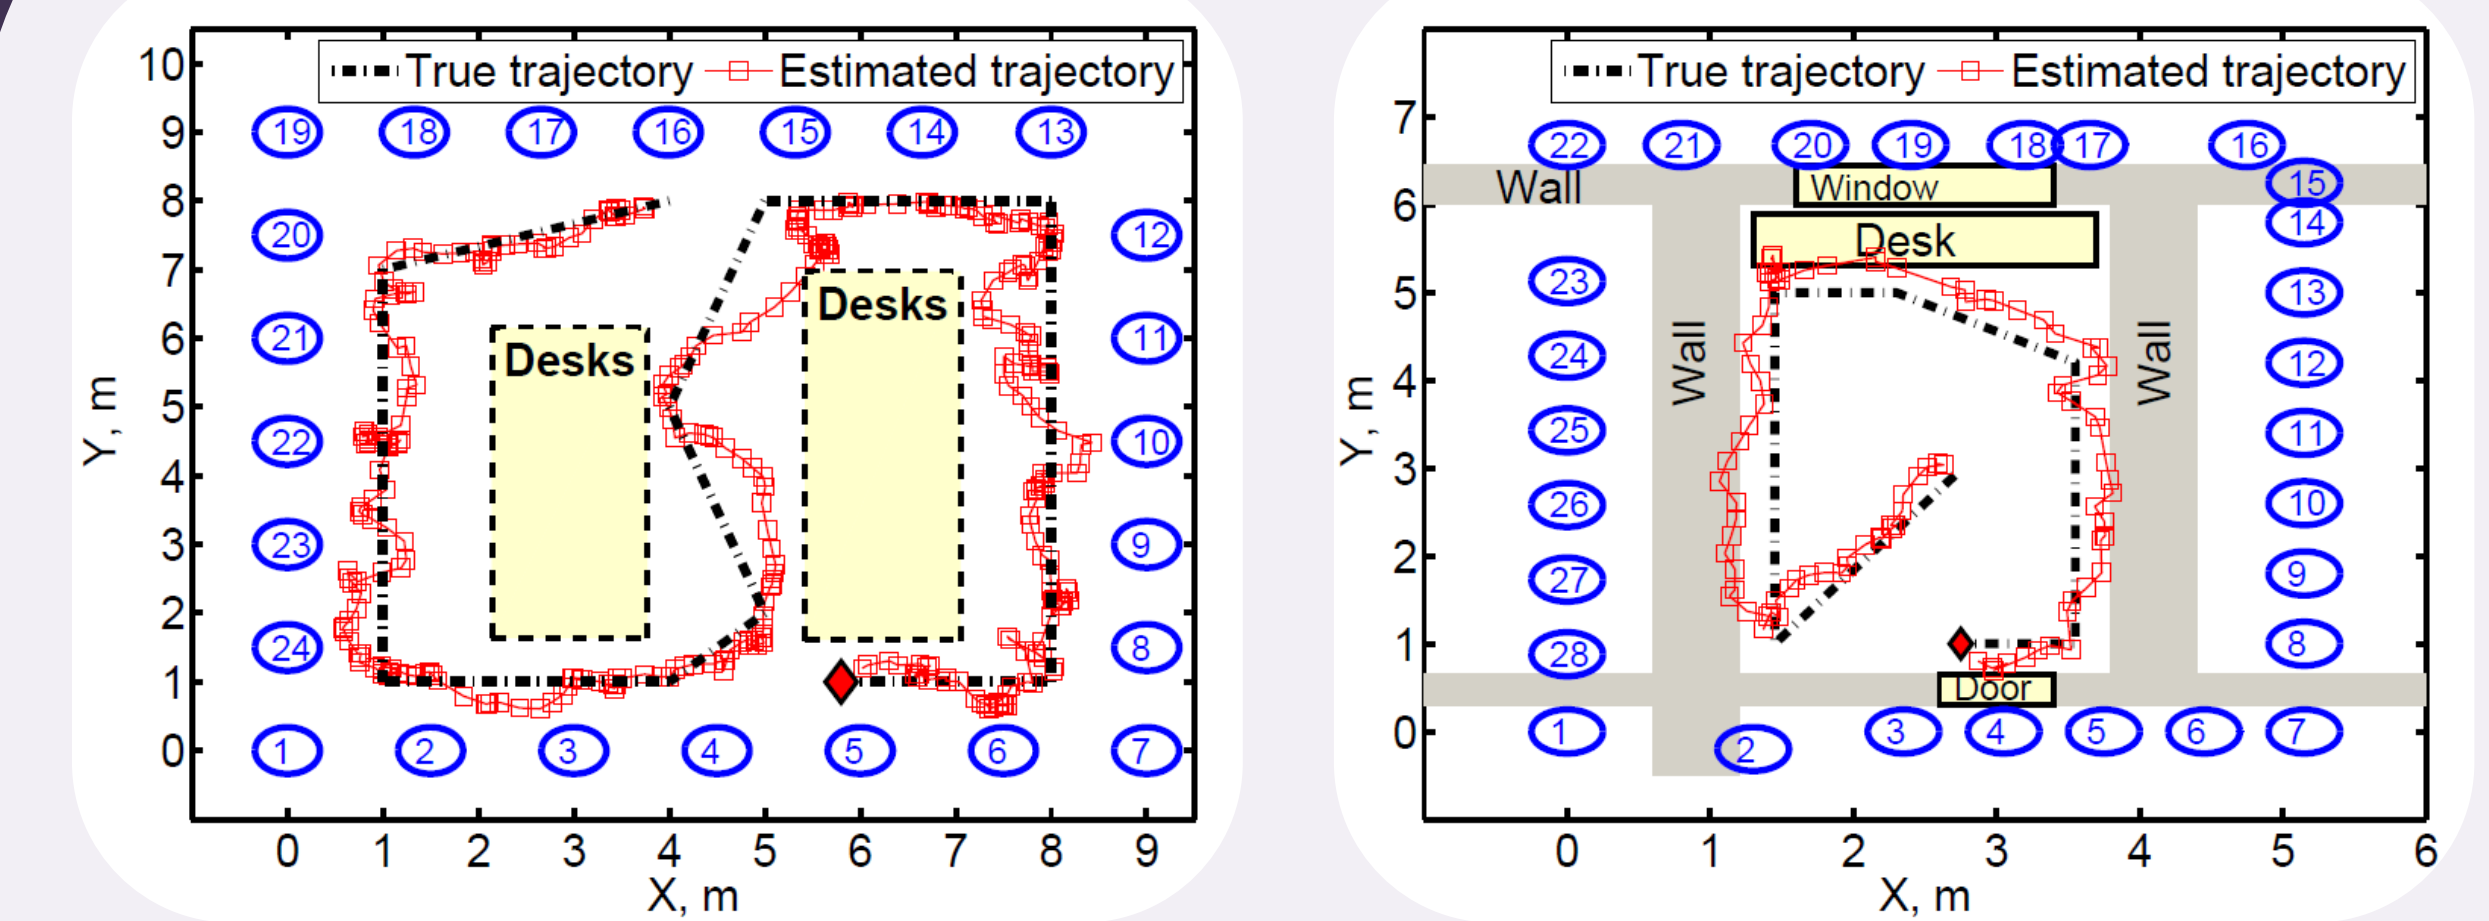 True trajectory Estimated trajectory
10
9
8
7
6
5
4
3
2
1
0
Y, m
19 18 17 16 15 14 13
20 12
21 11
22 10
23 9
24 8
1 2 3 4 5 6 7
Desks
Desks
0 1 2 3 4 5 6 7 8 9
X, m
True trajectory Estimated trajectory
7
6
5
4
3
2
1
0
Y, m
22 21 20 19 18 17 16
Wall
Window
15
14
Desk
23 13
24 12
Wall
Wall
25 11
26 10
27 9
28 8
Door
1 2 3 4 5 6 7
0 1 2 3 4 5 6
X, m